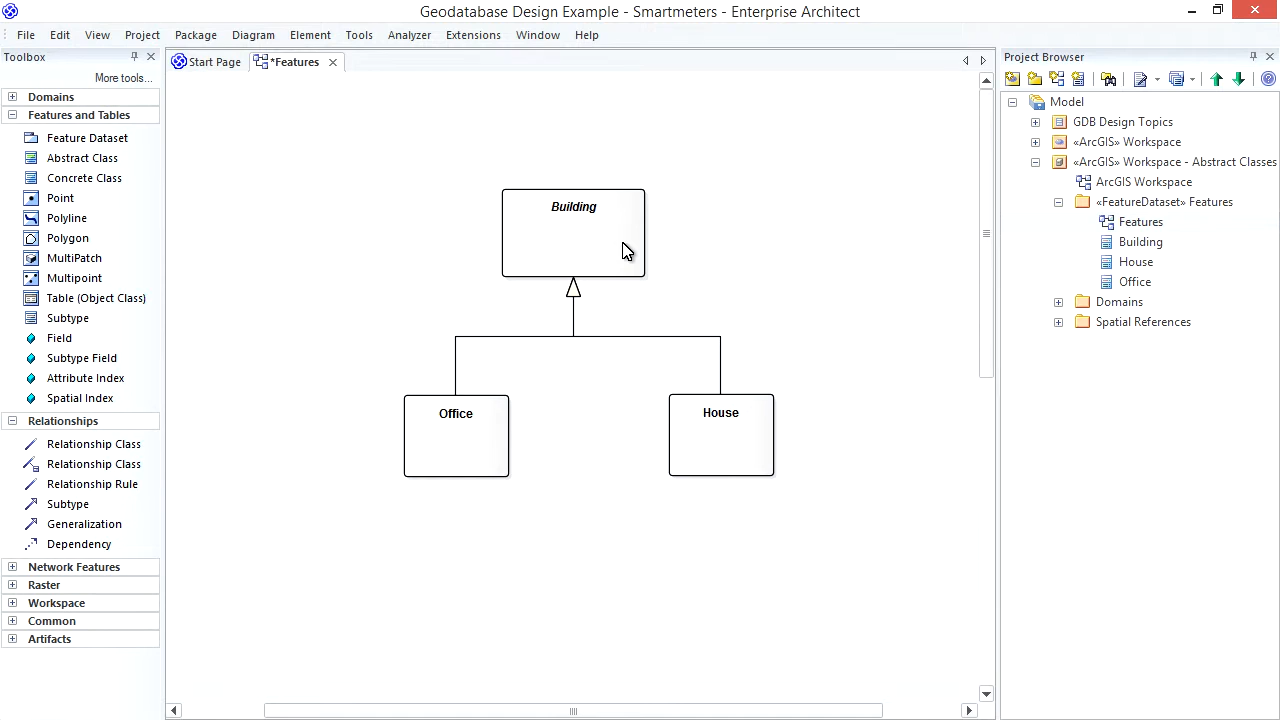 Geodatabase Design Example - Smartmeters - Enterprise Architect
File Edit View Project Package Diagram Element Tools Analyzer Extensions Window Help
Toolbox
More tools...
Domains
Features and Tables
Feature Dataset
Abstract Class
Concrete Class
Point
Polyline
Polygon
MultiPatch
Multipoint
Table (Object Class)
Subtype
Field
Subtype Field
Attribute Index
Spatial Index
Relationships
Relationship Class
Relationship Class
Relationship Rule
Subtype
Generalization
Dependency
Network Features
Raster
Workspace
Common
Artifacts
Start Page *Features
Building
Office House
Project Browser
Model
GDB Design Topics
«ArcGIS» Workspace
«ArcGIS» Workspace - Abstract Classes
ArcGIS Workspace
«FeatureDataset» Features
Features
Building
House
Office
Domains
Spatial References